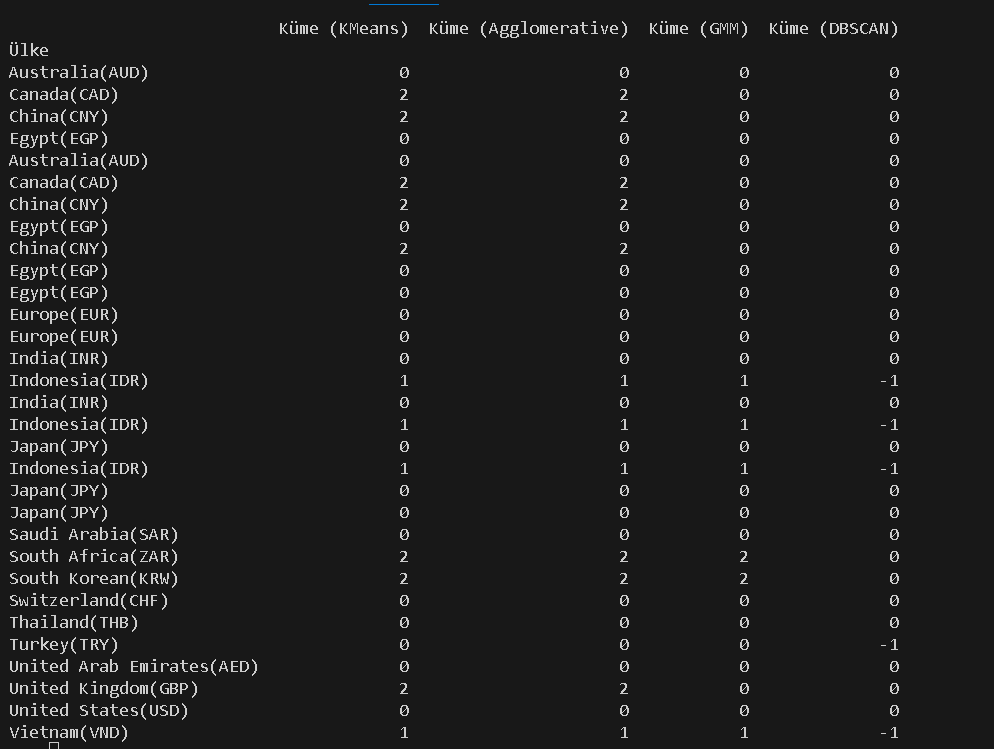 Küme (KMeans) Küme (Agglomerative) Küme (GMM) Küme (DBSCAN)
Ülke
Australia(AUD) 0 0 0 0
Canada(CAD) 2 2 0 0
China(CNY) 2 2 0 0
Egypt(EGP) 0 0 0 0
Australia(AUD) 0 0 0 0
Canada(CAD) 2 2 0 0
China(CNY) 2 2 0 0
Egypt(EGP) 0 0 0 0
China(CNY) 2 2 0 0
Egypt(EGP) 0 0 0 0
Egypt(EGP) 0 0 0 0
Europe(EUR) 0 0 0 0
Europe(EUR) 0 0 0 0
India(INR) 0 0 0 0
Indonesia(IDR) 1 1 1 -1
India(INR) 0 0 0 0
Indonesia(IDR) 1 1 1 -1
Japan(JPY) 0 0 0 0
Indonesia(IDR) 1 1 1 -1
Japan(JPY) 0 0 0 0
Japan(JPY) 0 0 0 0
Saudi Arabia(SAR) 0 0 0 0
South Africa(ZAR) 2 2 2 0
South Korean(KRW) 2 2 2 0
Switzerland(CHF) 0 0 0 0
Thailand(THB) 0 0 0 0
Turkey(TRY) 0 0 0 -1
United Arab Emirates(AED) 0 0 0 0
United Kingdom(GBP) 2 2 0 0
United States(USD) 0 0 0 0
Vietnam(VND) 1 1 1 -1